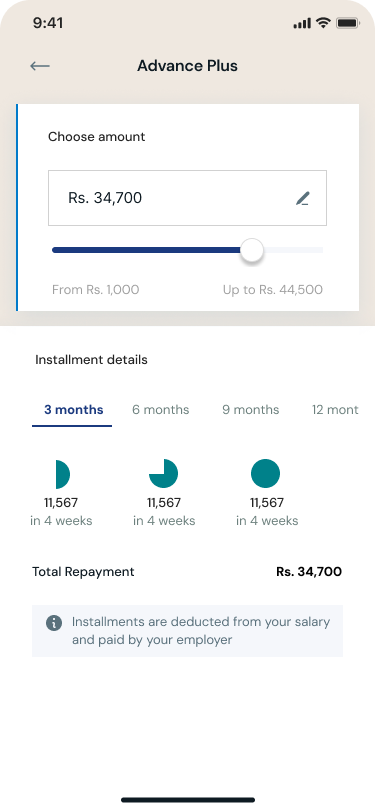 9:41
Advance Plus
Choose amount
Rs. 34,700
From Rs. 1,000 Up to Rs. 44,500
Installment details
3 months 6 months 9 months 12 mont
11,567 11,567 11,567
in 4 weeks in 4 weeks in 4 weeks
Total Repayment Rs. 34,700
Installments are deducted from your salary
and paid by your employer